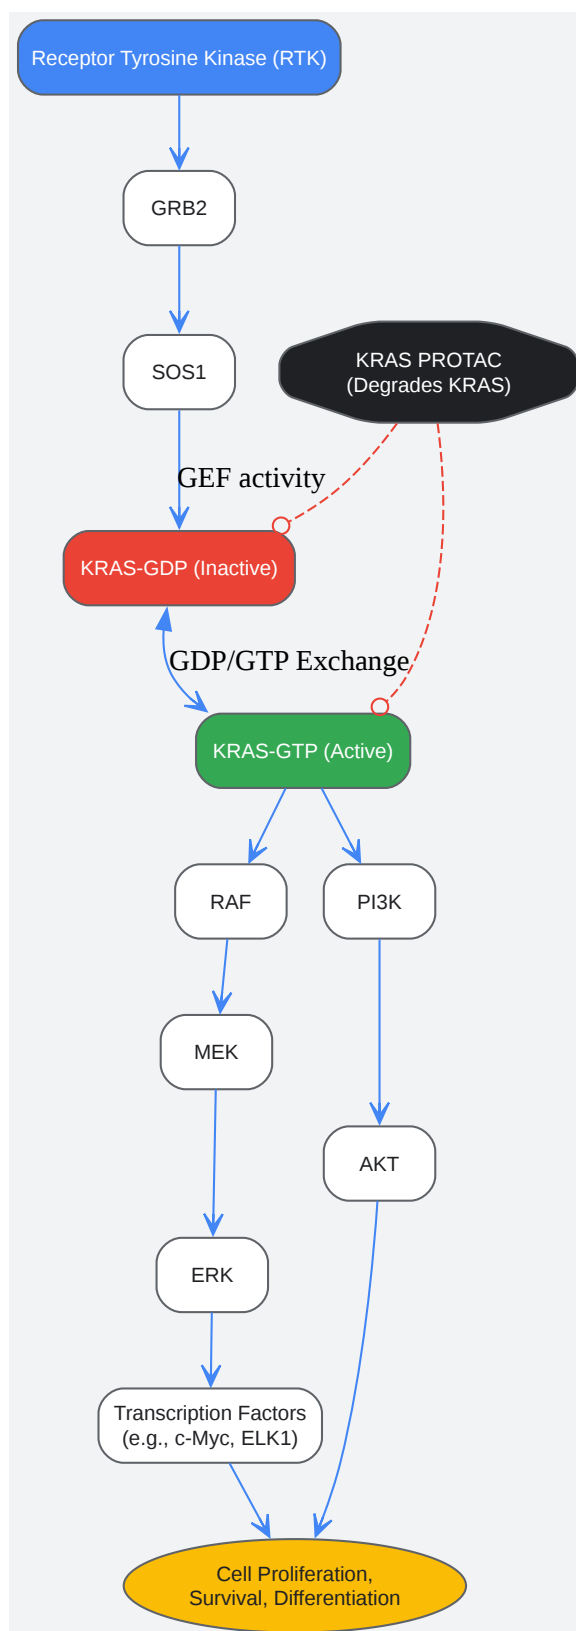 Receptor Tyrosine Kinase (RTK)
GRB2
SOS1
KRAS PROTAC
(Degrades KRAS)
GEF activity
KRAS-GDP (Inactive)
GDP/GTP Exchange
KRAS-GTP (Active)
RAF
PI3K
MEK
AKT
ERK
Transcription Factors
(e.g., c-Myc, ELK1)
Cell Proliferation,
Survival, Differentiation